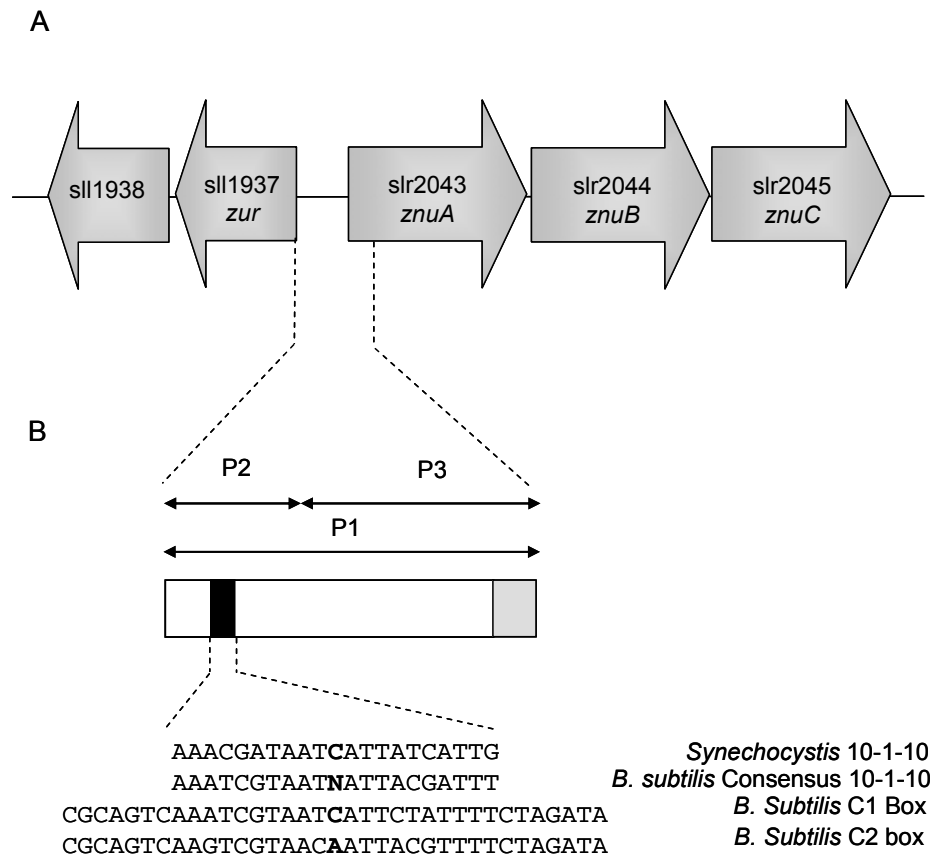 A
sll1938
sll1937
zur
slr2043
znuA
slr2044
znuB
slr2045
znuC
B
P2
P3
P1
AAACGATAATCATTATCATTG Synechocystis 10-1-10
AAATCGTAATNATTACGATTT B. subtilis Consensus 10-1-10
CGCAGTCAAATCGTAATCATTCTATTTTCTAGATA B. Subtilis C1 Box
CGCAGTCAAGTCGTAACAATTACGTTTTCTAGATA B. Subtilis C2 box